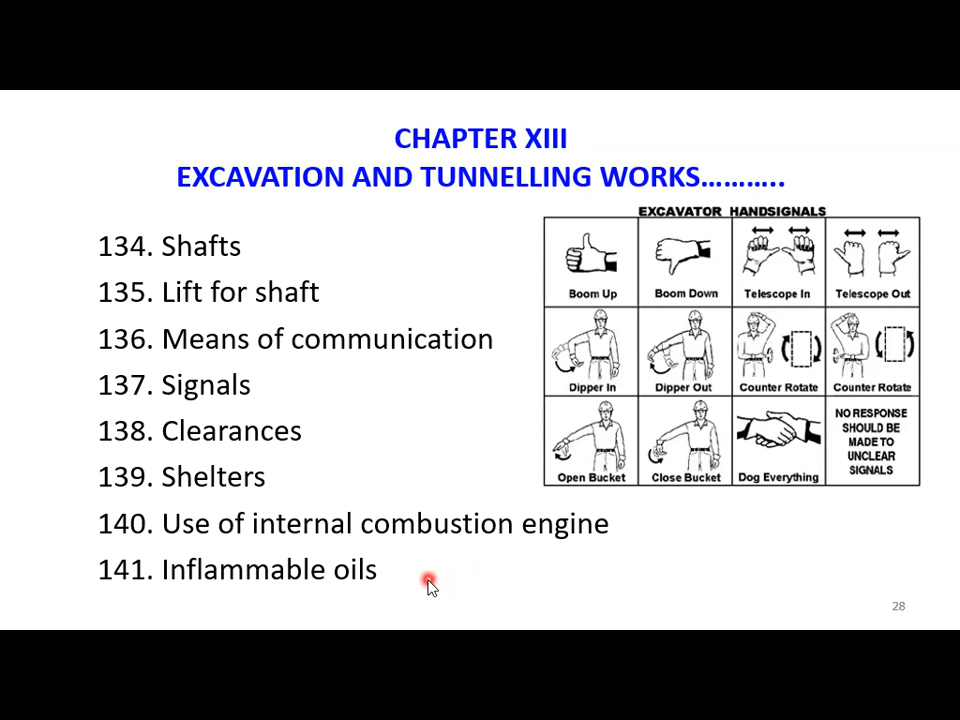 CHAPTER XIII
EXCAVATION AND TUNNELLING WORKS………..
134. Shafts
135. Lift for shaft
136. Means of communication
137. Signals
138. Clearances
139. Shelters
140. Use of internal combustion engine
141. Inflammable oils
EXCAVATOR HANDSIGNALS
Boom Up
Boom Down
Telescope In
Telescope Out
Dipper In
Dipper Out
Counter Rotate
Counter Rotate
Open Bucket
Close Bucket
Dog Everything
NO RESPONSE
SHOULD BE
MADE TO
UNCLEAR
SIGNALS
28